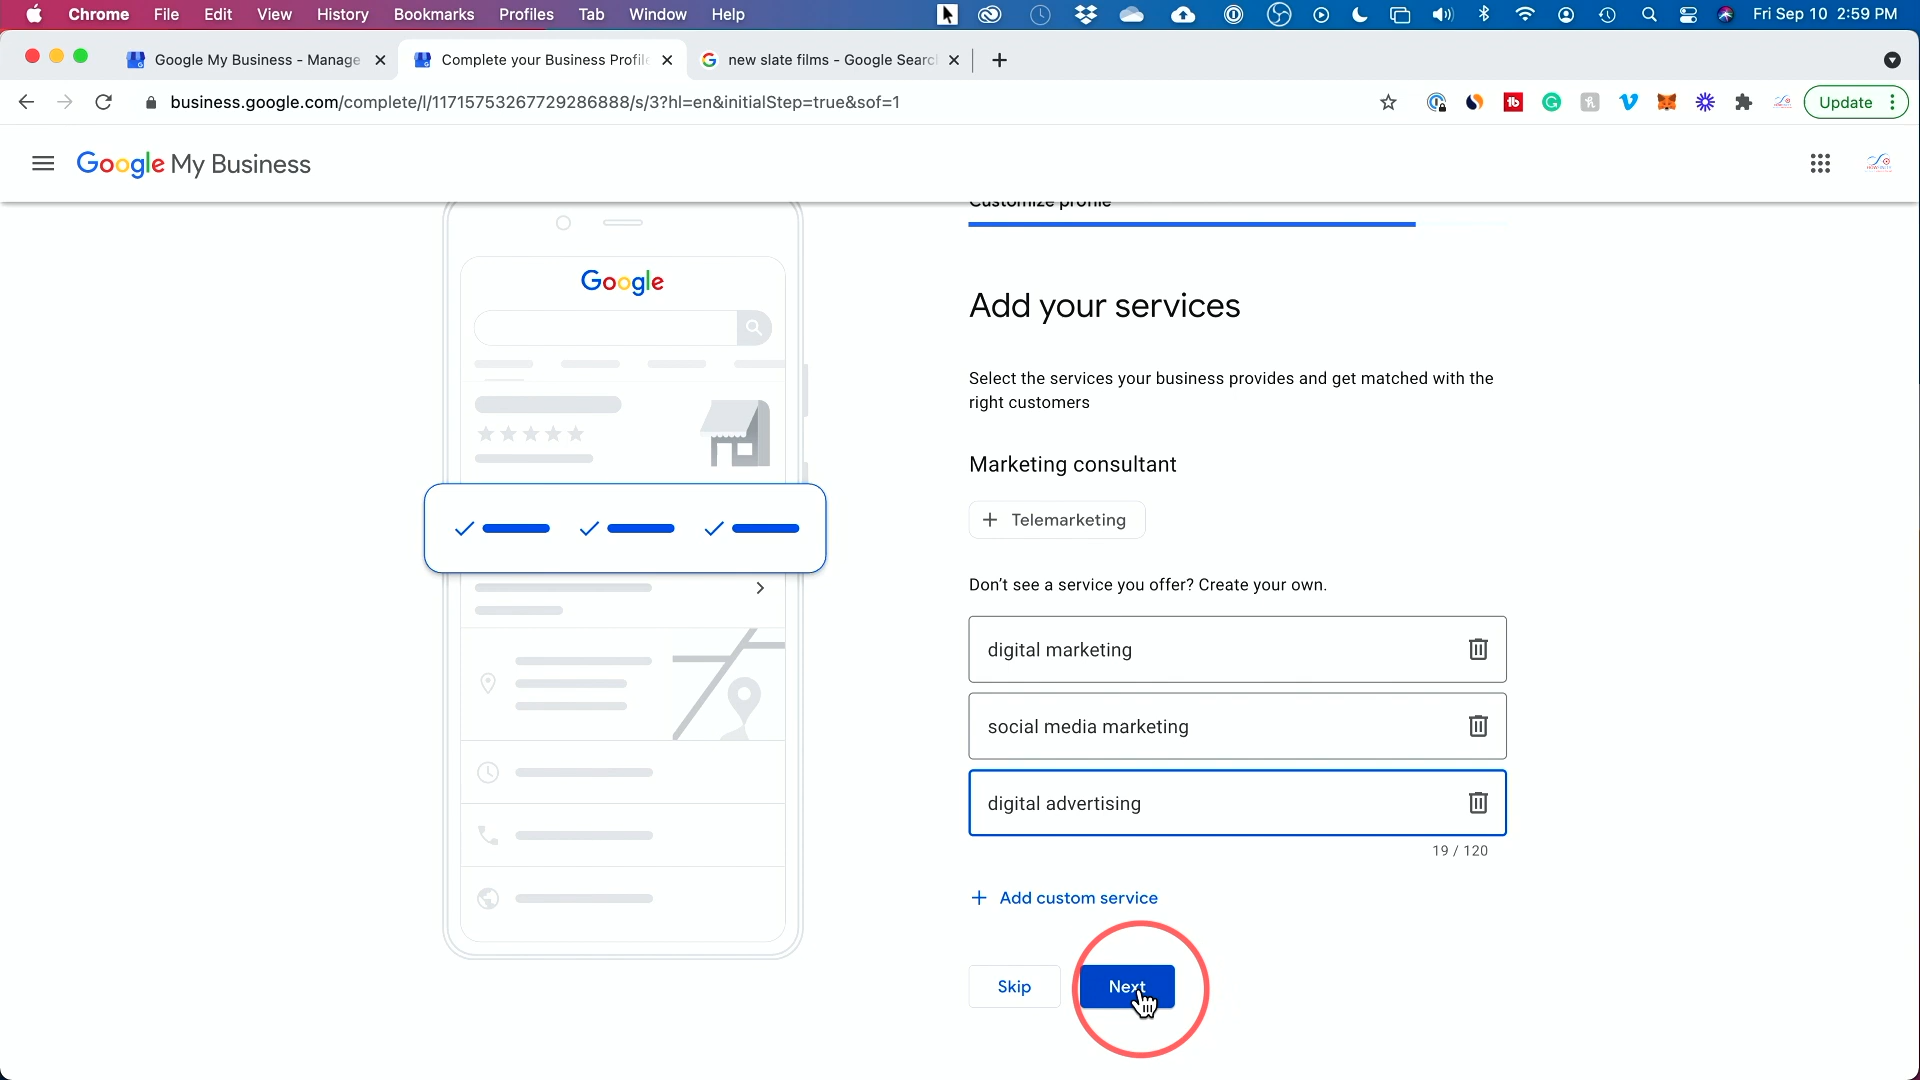 Chrome File Edit View History Bookmarks Profiles Tab Window Help Fri Sep 10 2:59 PM
Google My Business - Manage
Complete your Business Profile
new slate films - Google Search
business.google.com/complete/l/11715753267729286888/s/3?hl=en&initialStep=true&sof=1
Update
Google My Business
Customize profile
Google
Add your services
Select the services your business provides and get matched with the
right customers
Marketing consultant
+ Telemarketing
Don't see a service you offer? Create your own.
digital marketing
social media marketing
digital advertising
19 / 120
+ Add custom service
Skip
Next